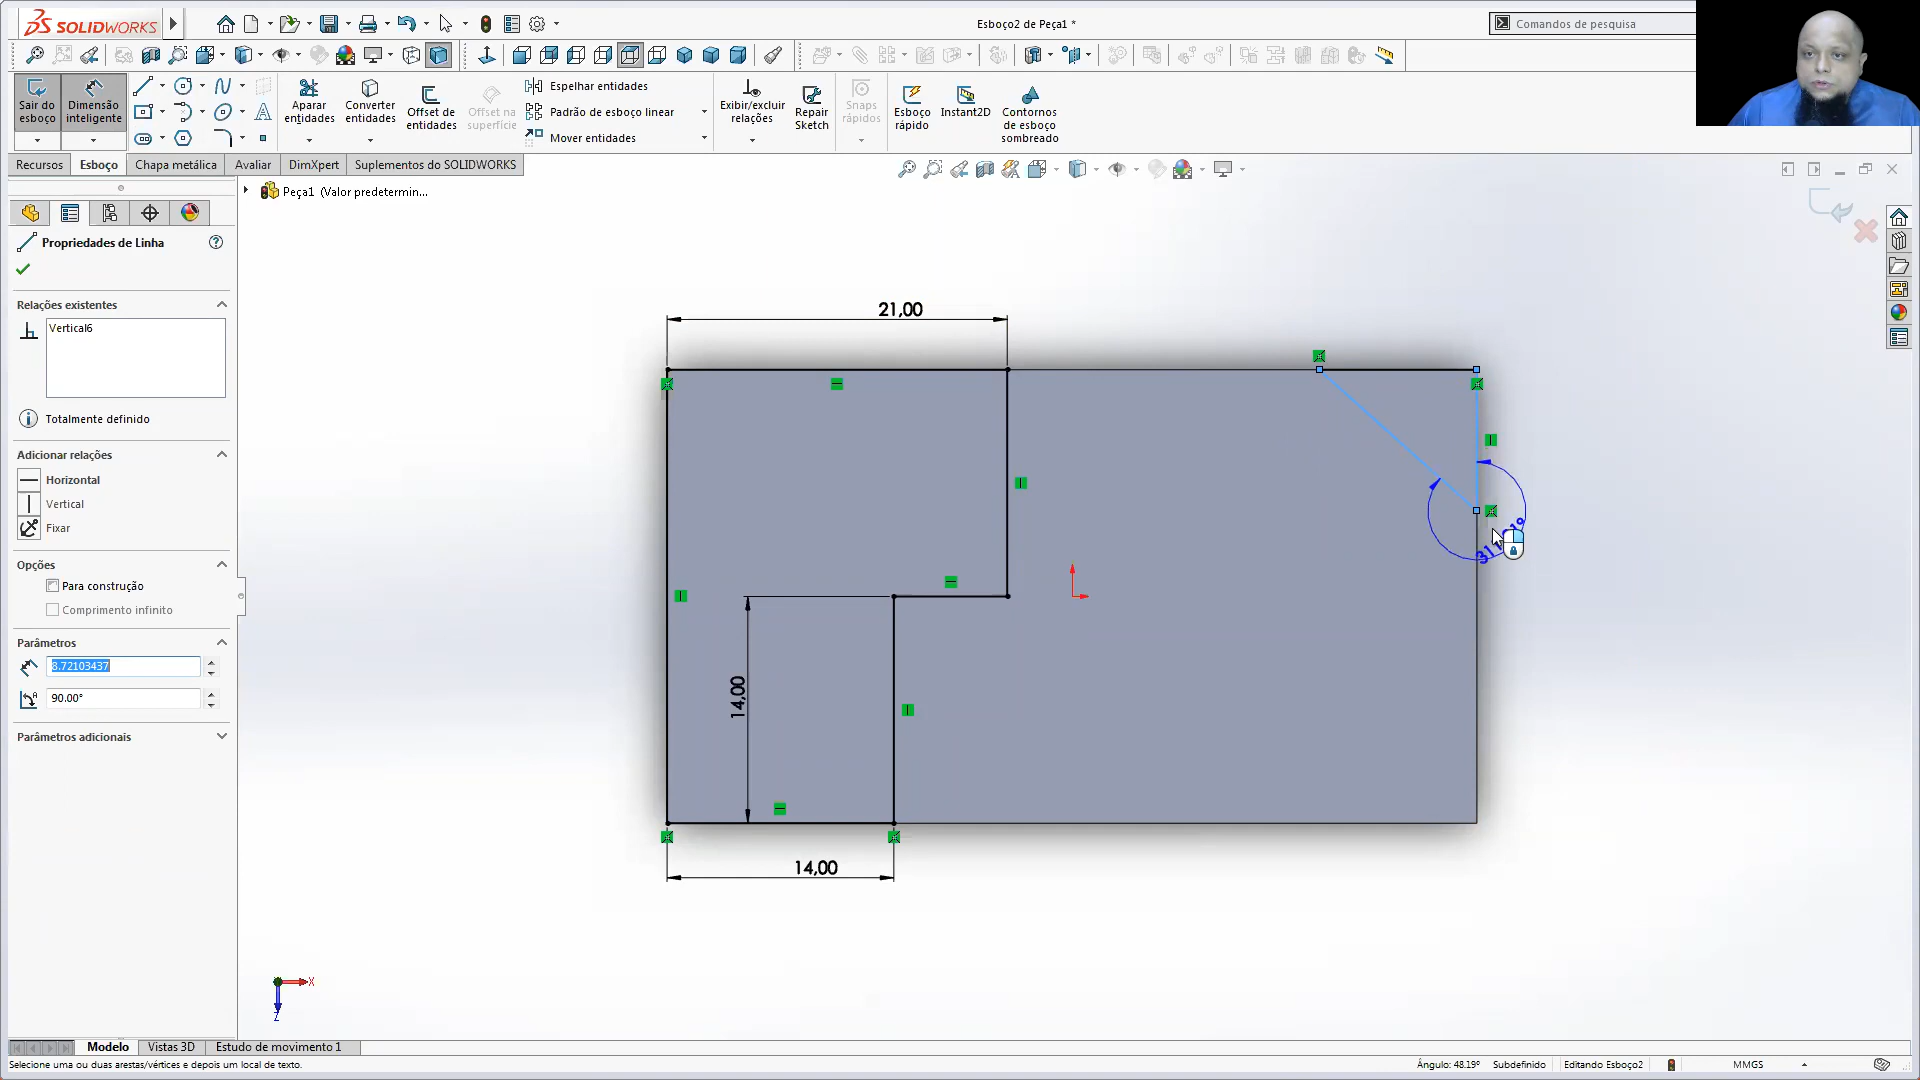 SOLIDWORKS
Esboço2 de Peça1 *
Comandos de pesquisa
Sair do esboço
Dimensão inteligente
Aparar entidades
Converter entidades
Offset de entidades
Offset na superfície
Espelhar entidades
Padrão de esboço linear
Mover entidades
Exibir/excluir relações
Repair Sketch
Snaps rápidos
Esboço rápido
Instant2D
Contornos de esboço sombreado
Recursos
Esboço
Chapa metálica
Avaliar
DimXpert
Suplementos do SOLIDWORKS
Peça1 (Valor predetermin...
Propriedades de Linha
Relações existentes
Vertical6
Totalmente definido
Adicionar relações
Horizontal
Vertical
Fixar
Opções
Para construção
Comprimento infinito
Parâmetros
8.72103437
90.00°
Parâmetros adicionais
21,00
14,00
14,00
X
Z
Modelo
Vistas 3D
Estudo de movimento 1
Selecione uma ou duas arestas/vértices e depois um local de texto.
Ângulo: 48.19°
Subdefinido
Editando Esboço2
MMGS